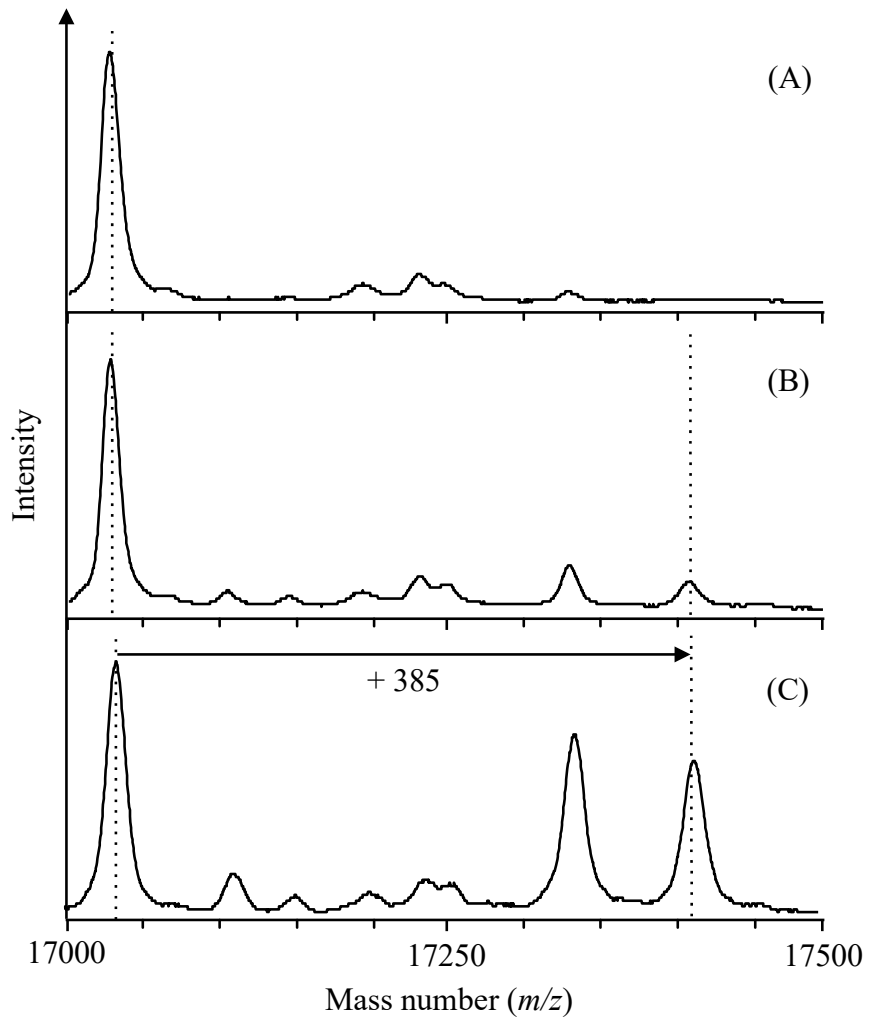 (A)
(B)
Intensity
+ 385
(C)
17000
17250
17500
Mass number (m/z)